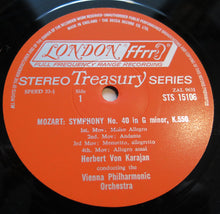 LONDON ffrr
FULL FREQUENCY RANGE RECORDING
STEREO Treasury SERIES
SPEED 33⅓
Side
1
ZAL 9631
STS 15106
MOZART: SYMPHONY No. 40 in G minor, K.550.
1st. Mov. Molto Allegro
2nd. Mov: Andante
3rd. Mov: Menuetto, allegretto
4th. Mov: Allegro assai
Herbert Von Karajan
conducting the
Vienna Philharmonic
Orchestra